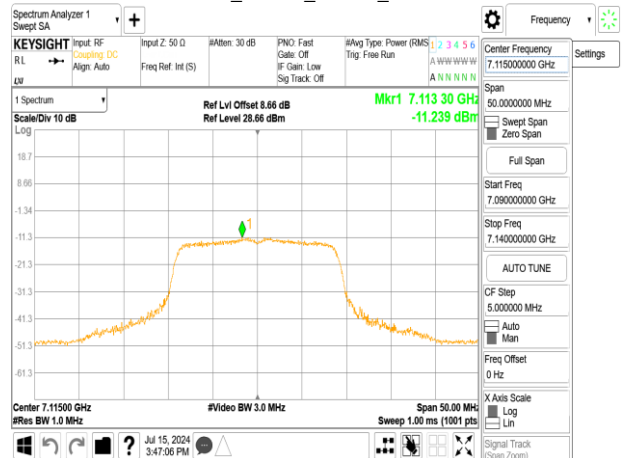 Spectrum Analyzer 1
Swept SA
Frequency
KEYSIGHT
Input: RF
Input Z: 50 Ω
#Atten: 30 dB
PNO: Fast
#Avg Type: Power (RMS
1 2 3 4 5 6
RL
Coupling: DC
Gate: Off
Trig: Free Run
A W W W W W
Align: Auto
Freq Ref: Int (S)
IF Gain: Low
Sig Track: Off
A N N N N N
1 Spectrum
Ref Lvl Offset 8.66 dB
Mkr1 7.113 30 GHz
Scale/Div 10 dB
Ref Level 28.66 dBm
-11.239 dBm
Log
1
18.7
8.66
-1.34
-11.3
-21.3
-31.3
-41.3
-51.3
-61.3
Center 7.11500 GHz
#Video BW 3.0 MHz
Span 50.00 MHz
#Res BW 1.0 MHz
Sweep 1.00 ms (1001 pts)
?
Jul 15, 2024
3:47:06 PM
Center Frequency
7.115000000 GHz
Settings
Span
50.0000000 MHz
Swept Span
Zero Span
Full Span
Start Freq
7.090000000 GHz
Stop Freq
7.140000000 GHz
AUTO TUNE
CF Step
5.000000 MHz
Auto
Man
Freq Offset
0 Hz
X Axis Scale
Log
Lin
Signal Track
(Span Zoom)